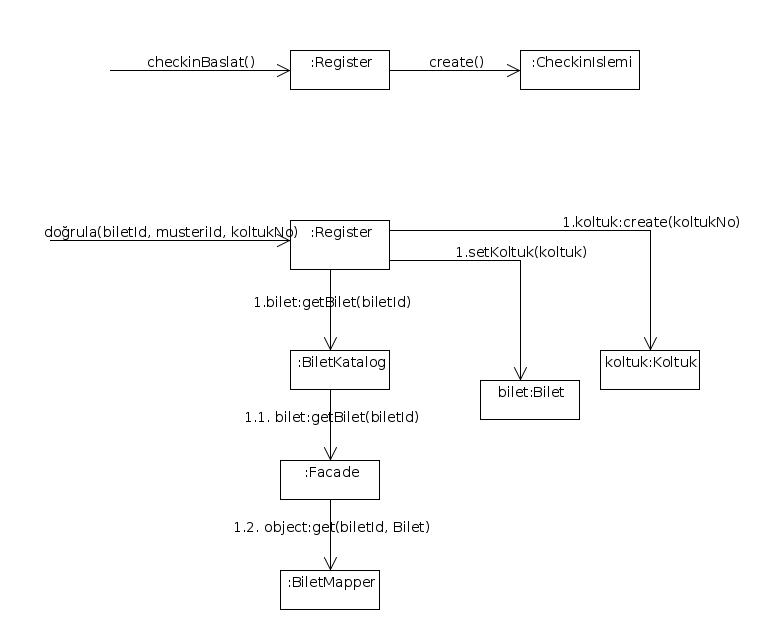 checkinBaslat()
:Register
create()
:CheckinIslemi
doğrula(biletId, musteriId, koltukNo)
:Register
1.koltuk:create(koltukNo)
1.setKoltuk(koltuk)
1.bilet:getBilet(biletId)
:BiletKatalog
koltuk:Koltuk
bilet:Bilet
1.1. bilet:getBilet(biletId)
:Facade
1.2. object:get(biletId, Bilet)
:BiletMapper